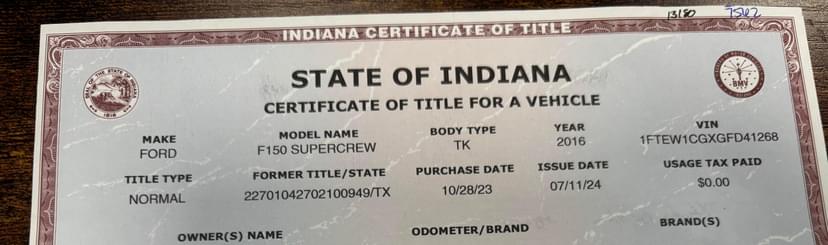 13180 7562
INDIANA CERTIFICATE OF TITLE
STATE OF INDIANA
CERTIFICATE OF TITLE FOR A VEHICLE
BMV
1816
MAKE MODEL NAME BODY TYPE YEAR VIN
FORD F150 SUPERCREW TK 2016 1FTEW1CGXGFD41268
TITLE TYPE FORMER TITLE/STATE PURCHASE DATE ISSUE DATE USAGE TAX PAID
NORMAL 22701042702100949/TX 10/28/23 07/11/24 $0.00
OWNER(S) NAME ODOMETER/BRAND BRAND(S)